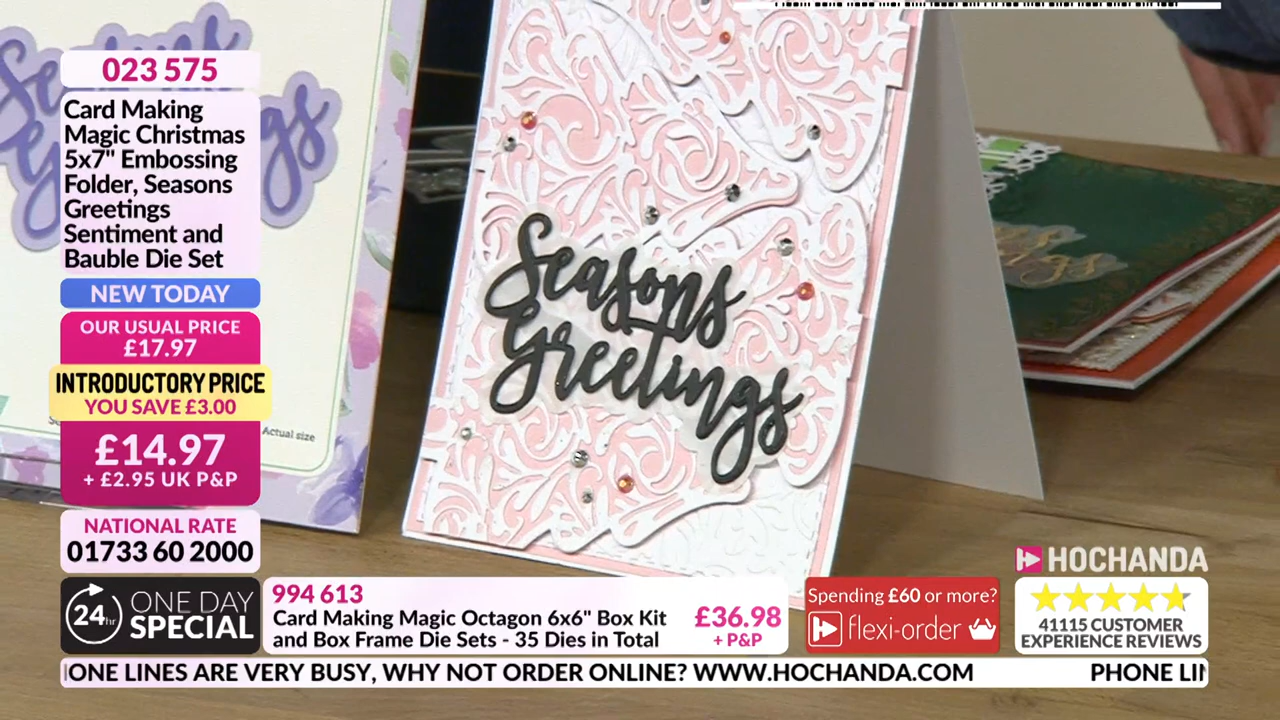 023 575
Card Making
Magic Christmas
5x7" Embossing
Folder, Seasons
Greetings
Sentiment and
Bauble Die Set
NEW TODAY
OUR USUAL PRICE
£17.97
INTRODUCTORY PRICE
YOU SAVE £3.00
£14.97
+ £2.95 UK P&P
NATIONAL RATE
01733 60 2000
Actual size
Seasons
Greetings
HOCHANDA
24hr
ONE DAY
SPECIAL
994 613
Card Making Magic Octagon 6x6" Box Kit
and Box Frame Die Sets - 35 Dies in Total
£36.98
+ P&P
Spending £60 or more?
flexi-order
41115 CUSTOMER
EXPERIENCE REVIEWS
ONE LINES ARE VERY BUSY, WHY NOT ORDER ONLINE? WWW.HOCHANDA.COM PHONE LIN